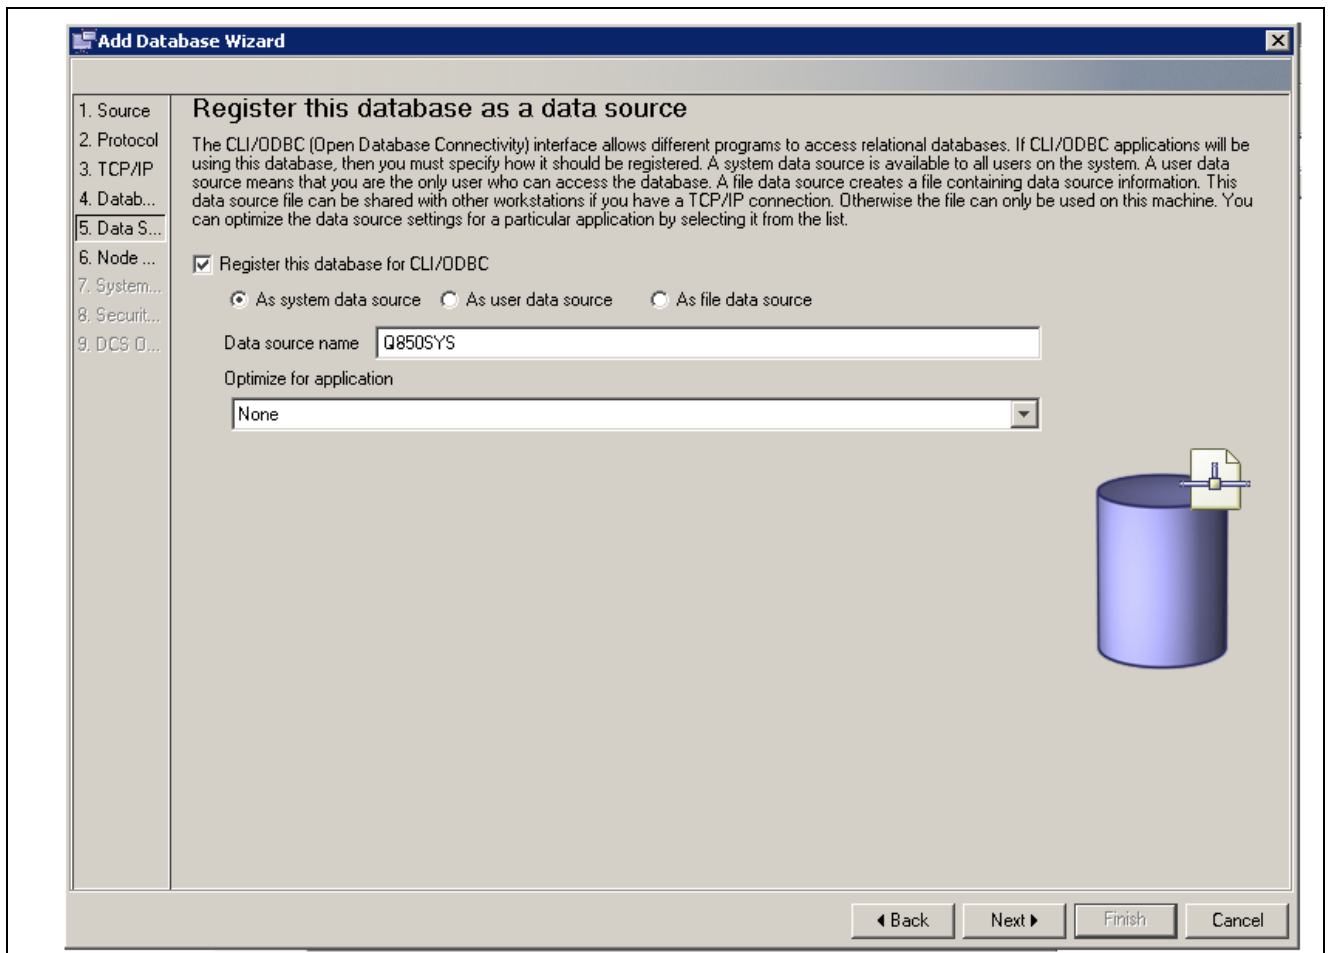 Add Database Wizard
1. Source
2. Protocol
3. TCP/IP
4. Datab...
5. Data S...
6. Node ...
7. System...
8. Securit...
9. DCS O...
Register this database as a data source
The CLI/ODBC (Open Database Connectivity) interface allows different programs to access relational databases. If CLI/ODBC applications will be
using this database, then you must specify how it should be registered. A system data source is available to all users on the system. A user data
source means that you are the only user who can access the database. A file data source creates a file containing data source information. This
data source file can be shared with other workstations if you have a TCP/IP connection. Otherwise the file can only be used on this machine. You
can optimize the data source settings for a particular application by selecting it from the list.
Register this database for CLI/ODBC
As system data source As user data source As file data source
Data source name Q850SYS
Optimize for application
None
Back Next Finish Cancel